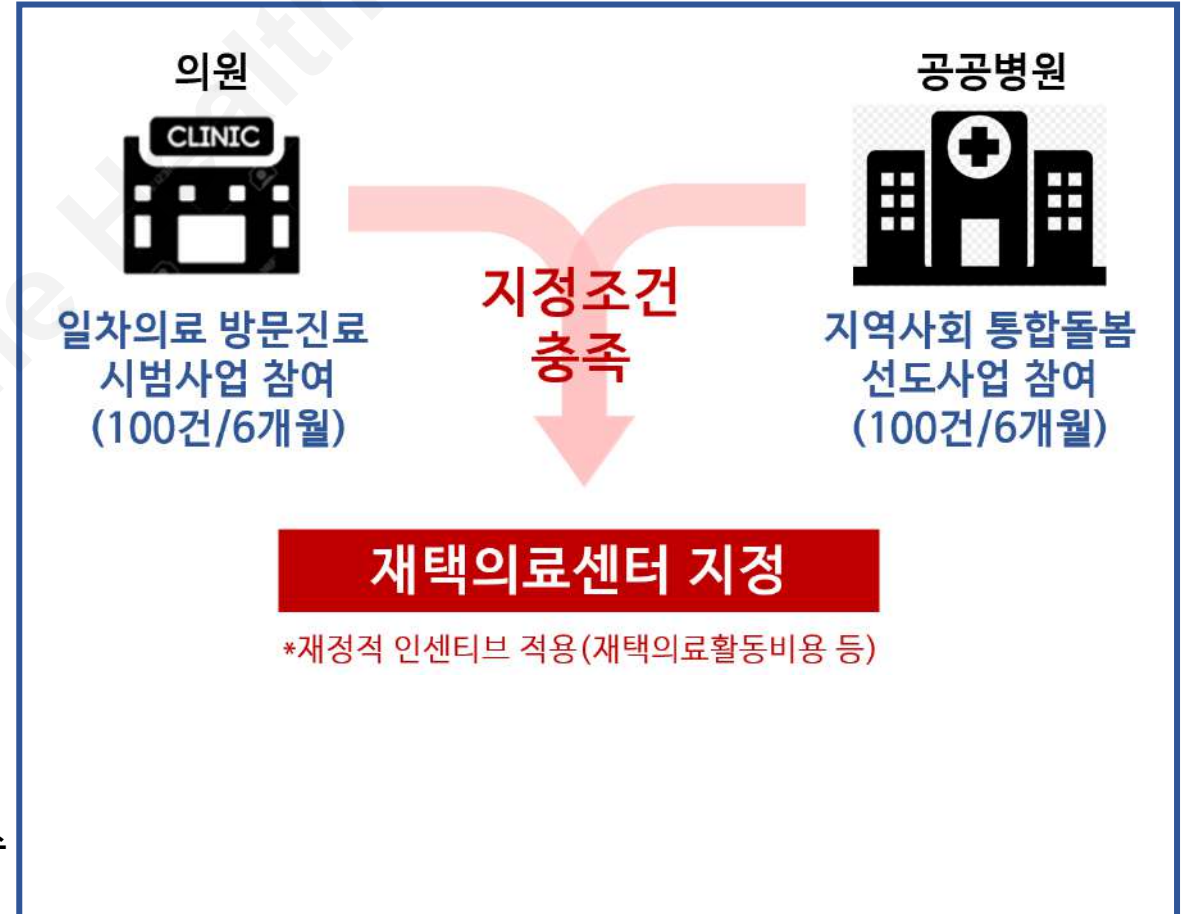 의원
CLINIC
일차의료 방문진료
시범사업 참여
(100건/6개월)
공공병원
지역사회 통합돌봄
선도사업 참여
(100건/6개월)
지정조건
충족
재택의료센터 지정
*재정적 인센티브 적용(재택의료활동비용 등)